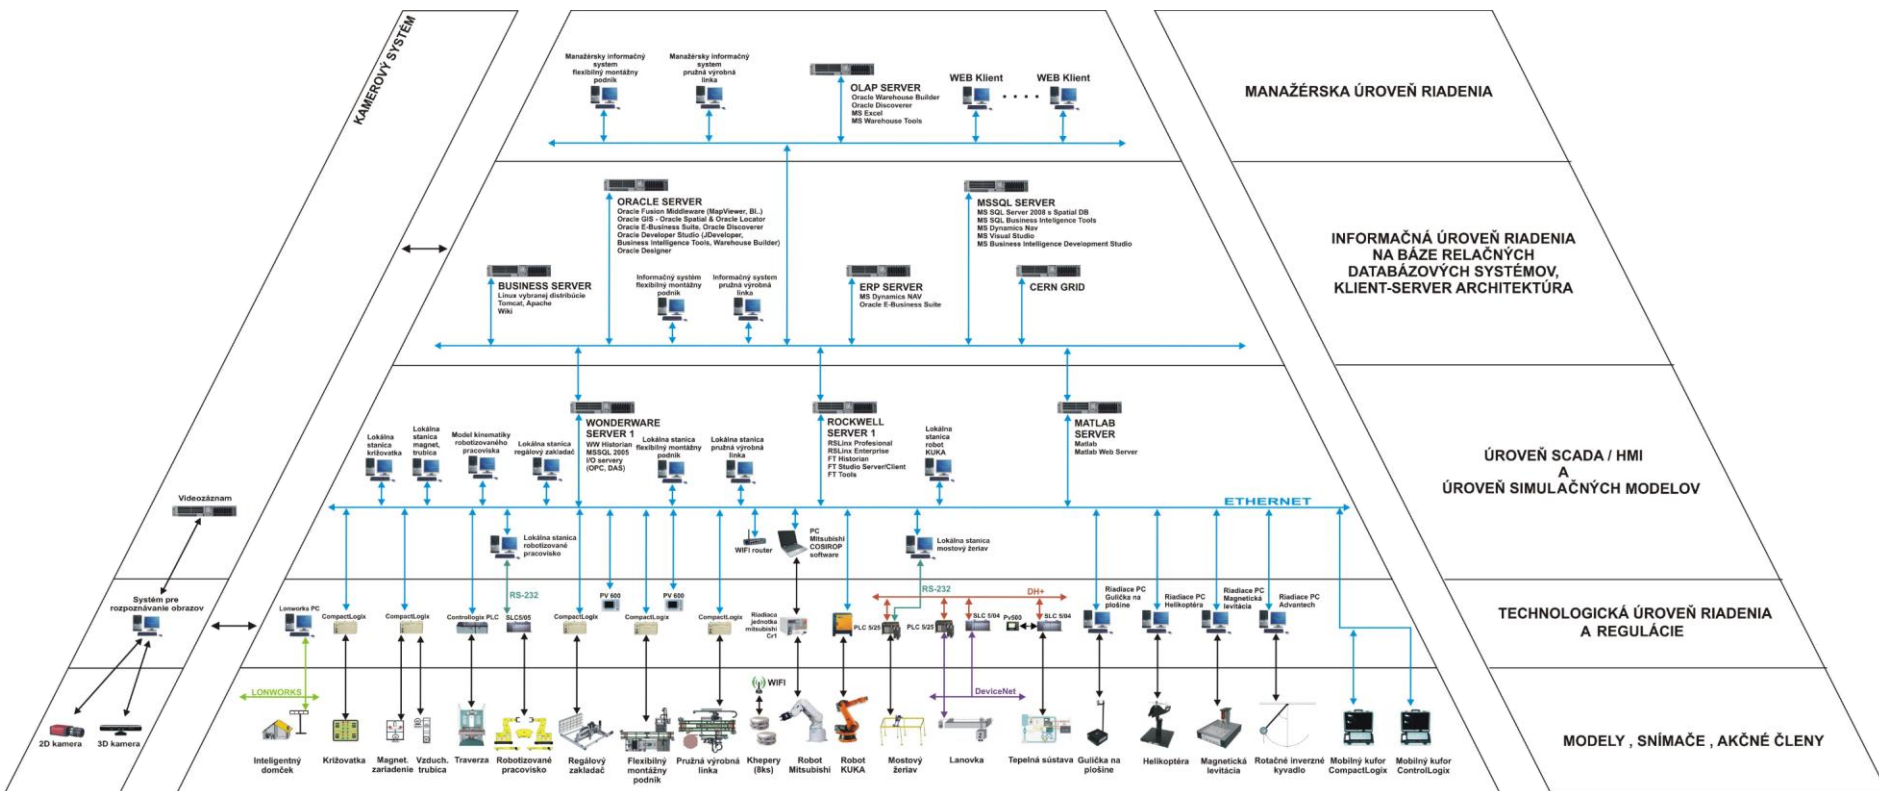 KAMEROVÝ SYSTÉM
Manažérsky informačný
system
flexibilný montážny
podnik
Manažérsky informačný
system
pružná výrobná
linka
OLAP SERVER
Oracle Warehouse Builder
Oracle Discoverer
MS Excel
MS Warehouse Tools
WEB Klient
WEB Klient
MANAŽÉRSKA ÚROVEŇ RIADENIA
ORACLE SERVER
Oracle Fusion Middleware (MapViewer, BI..)
Oracle GIS - Oracle Spatial & Oracle Locator
Oracle E-Business Suite, Oracle Discoverer
Oracle Developer Studio (JDeveloper,
Business Intelligence Tools, Warehouse Builder)
Oracle Designer
MSSQL SERVER
MS SQL Server 2008 s Spatial DB
MS SQL Business Inteligence Tools
MS Dynamics Nav
MS Visual Studio
MS Business Intelligence Development Studio
BUSINESS SERVER
Linux vybranej distribúcie
Tomcat, Apache
Wiki
Informačný systém
flexibilný montážny
podnik
Informačný system
pružná výrobná
linka
ERP SERVER
MS Dynamics NAV
Oracle E-Business Suite
CERN GRID
INFORMAČNÁ ÚROVEŇ RIADENIA
NA BÁZE RELAČNÝCH
DATABÁZOVÝCH SYSTÉMOV,
KLIENT-SERVER ARCHITEKTÚRA
Lokálna
stanica
križovatka
Lokálna
stanica
magnet,
trubica
Model kinematiky
robotizovaného
pracoviska
Lokálna stanica
regálový zakladač
WONDERWARE
SERVER 1
WW Historian
MSSQL 2005
I/O servery
(OPC, DAS)
Lokálna stanica
flexibilný montážny
podnik
Lokálna stanica
pružná výrobná
linka
ROCKWELL
SERVER 1
RSLinx Profesional
RSLinx Enterprise
FT Historian
FT Studio Server/Client
FT Tools
Lokálna
stanica
robot
KUKA
MATLAB
SERVER
Matlab
Matlab Web Server
ÚROVEŇ SCADA / HMI
A
ÚROVEŇ SIMULAČNÝCH MODELOV
ETHERNET
Videozáznam
Lokálna stanica
robotizované
pracovisko
WIFI router
PC
Mitsubishi
COSIROP
software
Lokálna stanica
mostový žeriav
Systém pre
rozpoznávanie obrazov
RS-232
PV 600
PV 600
RS-232
DH+
Lonworks PC
CompactLogix
CompactLogix
Controllogix PLC
SLC5/05
CompactLogix
CompactLogix
CompactLogix
Riadiaca
jednotka
mitsubishi
Cr1
PLC 5/25
PLC 5/25
SLC 5/04
Pv500
SLC 5/04
Riadiace PC
Gulička na
plošine
Riadiace PC
Helikoptéra
Riadiace PC
Magnetická
levitácia
Riadiace PC
Advantech
TECHNOLOGICKÁ ÚROVEŇ RIADENIA
A REGULÁCIE
LONWORKS
WIFI
DeviceNet
2D kamera
3D kamera
Inteligentný
domček
Križovatka
Magnet.
zariadenie
Vzduch.
trubica
Traverza
Robotizované
pracovisko
Regálový
zakladač
Flexibilný
montážny
podnik
Pružná výrobná
linka
Khepery
(8ks)
Robot
Mitsubishi
Robot
KUKA
Mostový
žeriav
Lanovka
Tepelná sústava
Gulička na
plošine
Helikoptéra
Magnetická
levitácia
Rotačné inverzné
kyvadlo
Mobilný kufor
CompactLogix
Mobilný kufor
ControlLogix
MODELY , SNÍMAČE , AKČNÉ ČLENY